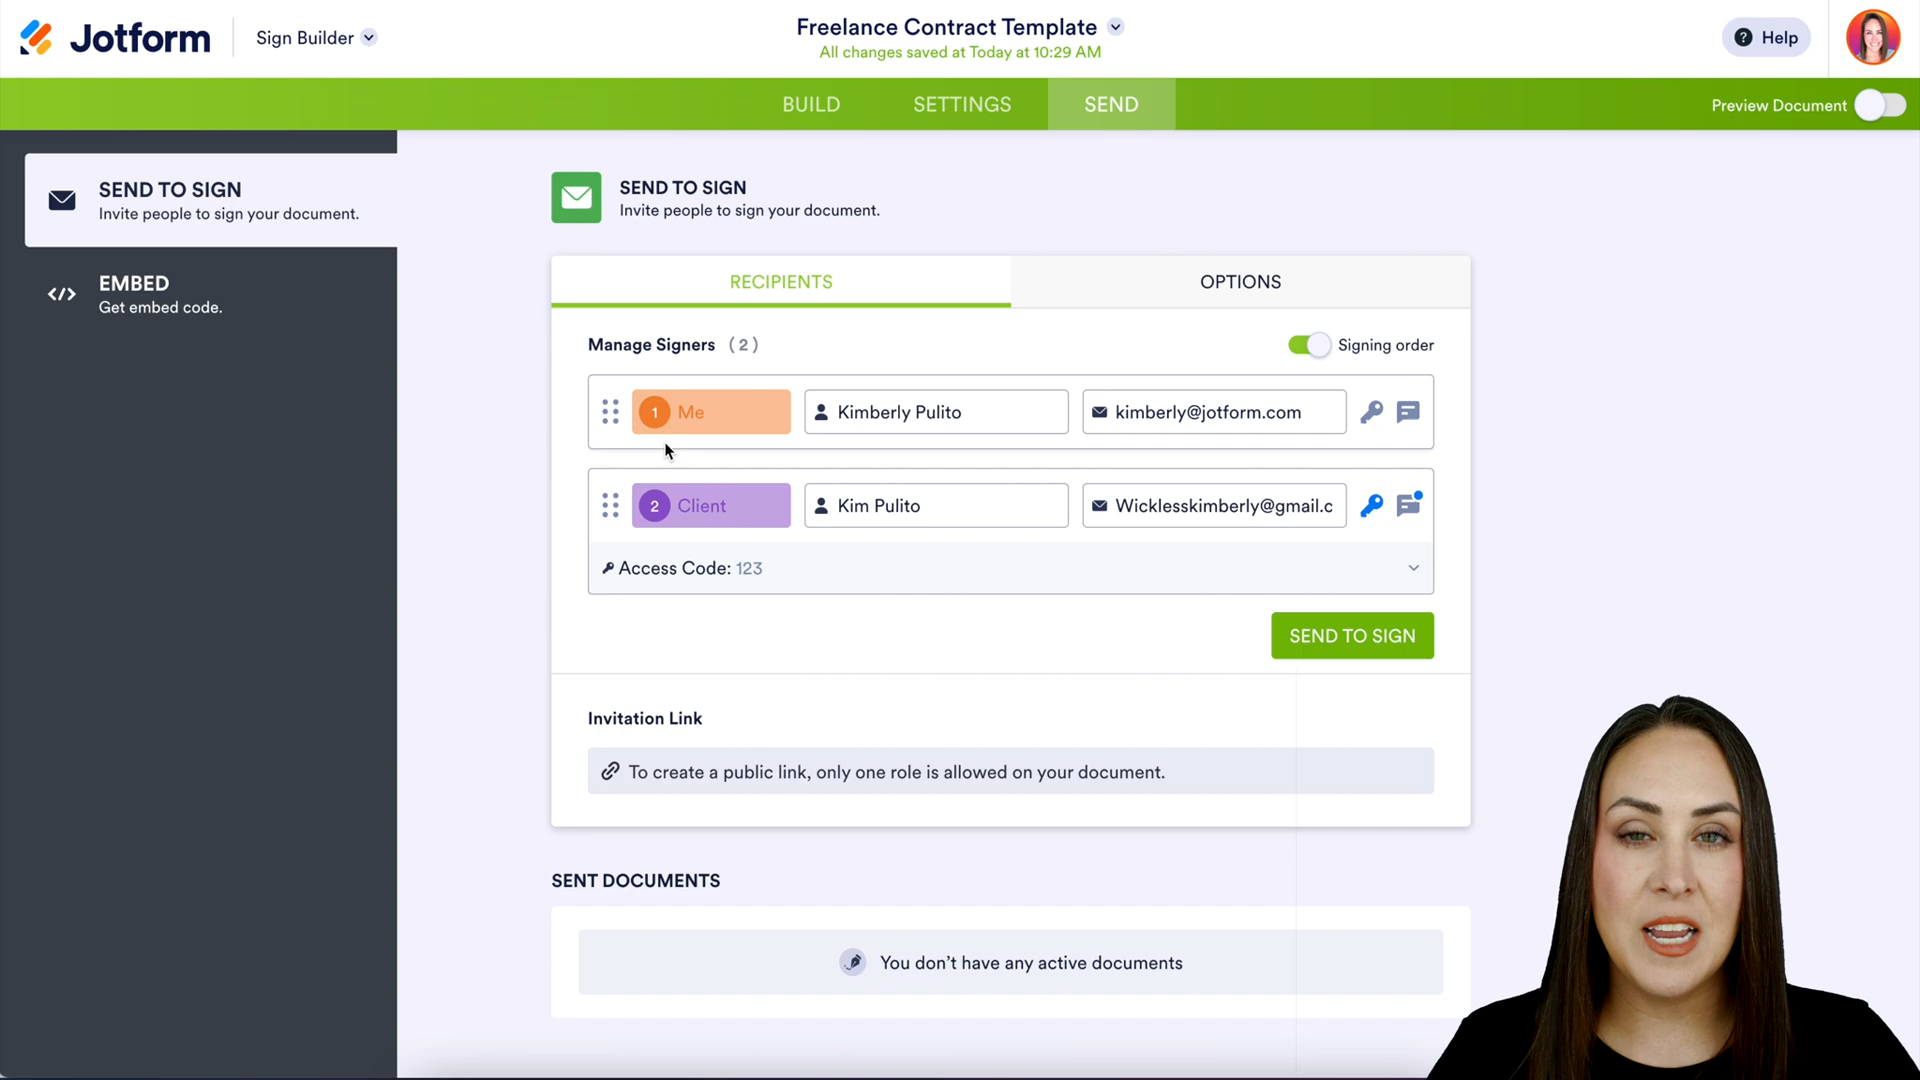 Jotform
Sign Builder
Freelance Contract Template
All changes saved at Today at 10:29 AM
? Help
BUILD
SETTINGS
SEND
Preview Document
SEND TO SIGN
Invite people to sign your document.
EMBED
Get embed code.
SEND TO SIGN
Invite people to sign your document.
RECIPIENTS
OPTIONS
Manage Signers (2)
Signing order
1 Me
Kimberly Pulito
kimberly@jotform.com
2 Client
Kim Pulito
Wicklesskimberly@gmail.c
Access Code: 123
SEND TO SIGN
Invitation Link
To create a public link, only one role is allowed on your document.
SENT DOCUMENTS
You don't have any active documents